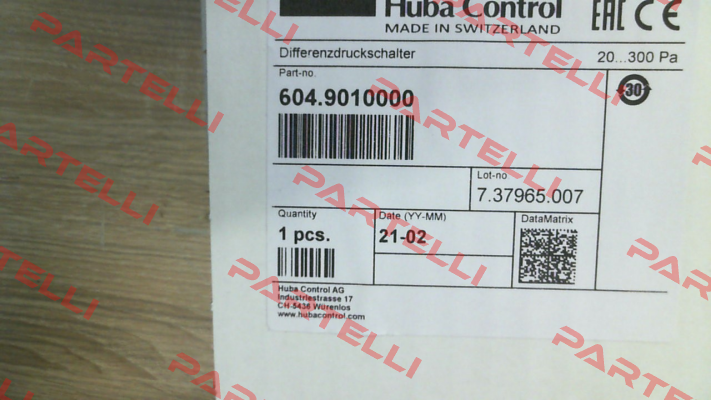 Huba Control
MADE IN SWITZERLAND
EAC CE
Differenzdruckschalter
20...300 Pa
Part-no.
604.9010000
30
Lot-no
7.37965.007
Quantity
1 pcs.
Date (YY-MM)
21-02
DataMatrix
Huba Control AG
Industriestrasse 17
CH-5436 Würenlos
www.hubacontrol.com
PARTELLI
PARTELLI
PARTELLI
PARTELLI
PARTELLI
PARTELLI
PARTELLI
PARTELLI
PARTELLI